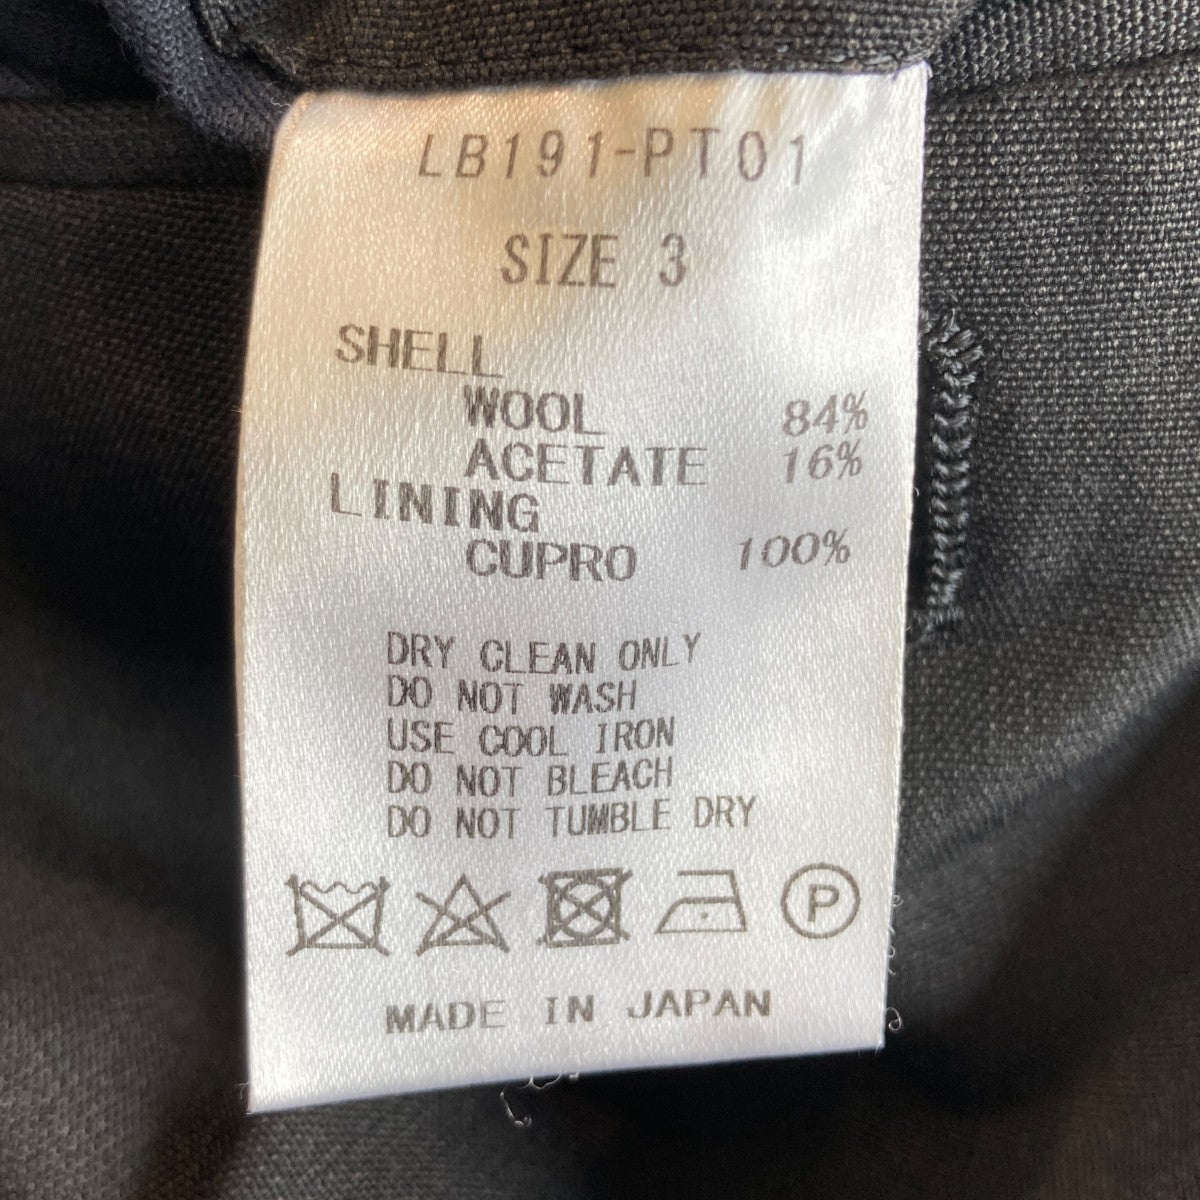 LB191-PT01
SIZE 3
SHELL
WOOL 84%
ACETATE 16%
LINING
CUPRO 100%
DRY CLEAN ONLY
DO NOT WASH
USE COOL IRON
DO NOT BLEACH
DO NOT TUMBLE DRY
P
MADE IN JAPAN